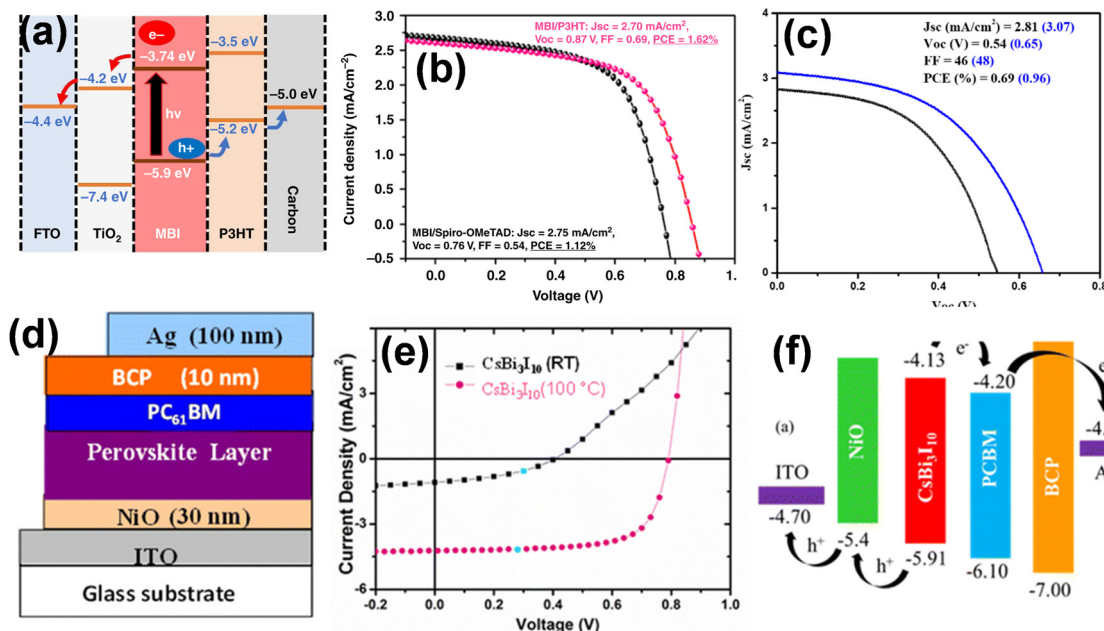 (a)
e–
–3.74 eV
–3.5 eV
–4.2 eV
–4.4 eV
hv
h+
–5.0 eV
–5.2 eV
–5.9 eV
–7.4 eV
FTO
TiO₂
MBI
P3HT
Carbon
(b)
MBI/P3HT: Jsc = 2.70 mA/cm²,
Voc = 0.87 V, FF = 0.69, PCE = 1.62%
MBI/Spiro-OMeTAD: Jsc = 2.75 mA/cm²,
Voc = 0.76 V, FF = 0.54, PCE = 1.12%
Current density (mA/cm⁻²)
3.0
2.5
2.0
1.5
1.0
0.5
0.0
–0.5
0.0 0.2 0.4 0.6 0.8 1.
Voltage (V)
(c)
Jsc (mA/cm²) = 2.81 (3.07)
Voc (V) = 0.54 (0.65)
FF = 46 (48)
PCE (%) = 0.69 (0.96)
Jsc (mA/cm²)
4
3
2
1
0
0.0 0.2 0.4 0.6 0.8
Voc (V)
(d)
Ag (100 nm)
BCP (10 nm)
PC₆₁BM
Perovskite Layer
NiO (30 nm)
ITO
Glass substrate
(e)
CsBi₃I₁₀ (RT)
CsBi₃I₁₀(100 °C)
Current Density (mA/cm²)
6
3
0
-3
-6
-0.2 0.0 0.2 0.4 0.6 0.8 1.0
Voltage (V)
(f)
(a)
e⁻
-4.13
-4.20
ITO
-4.70
NiO
-5.4
CsBi₃I₁₀
-5.91
PCBM
-6.10
BCP
-7.00
h⁺
h⁺